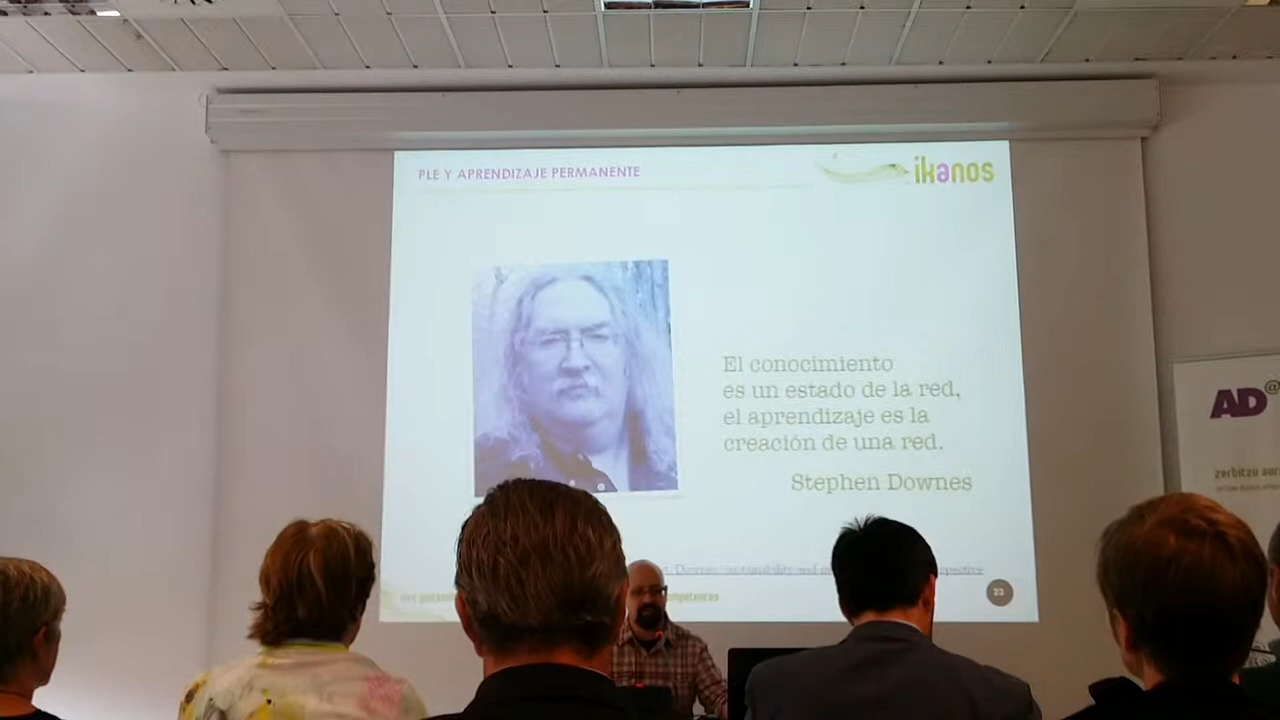 PLE Y APRENDIZAJE PERMANENTE
ikanos
El conocimiento
es un estado de la red,
el aprendizaje es la
creación de una red.
Stephen Downes
AD@
zerbitzu
23